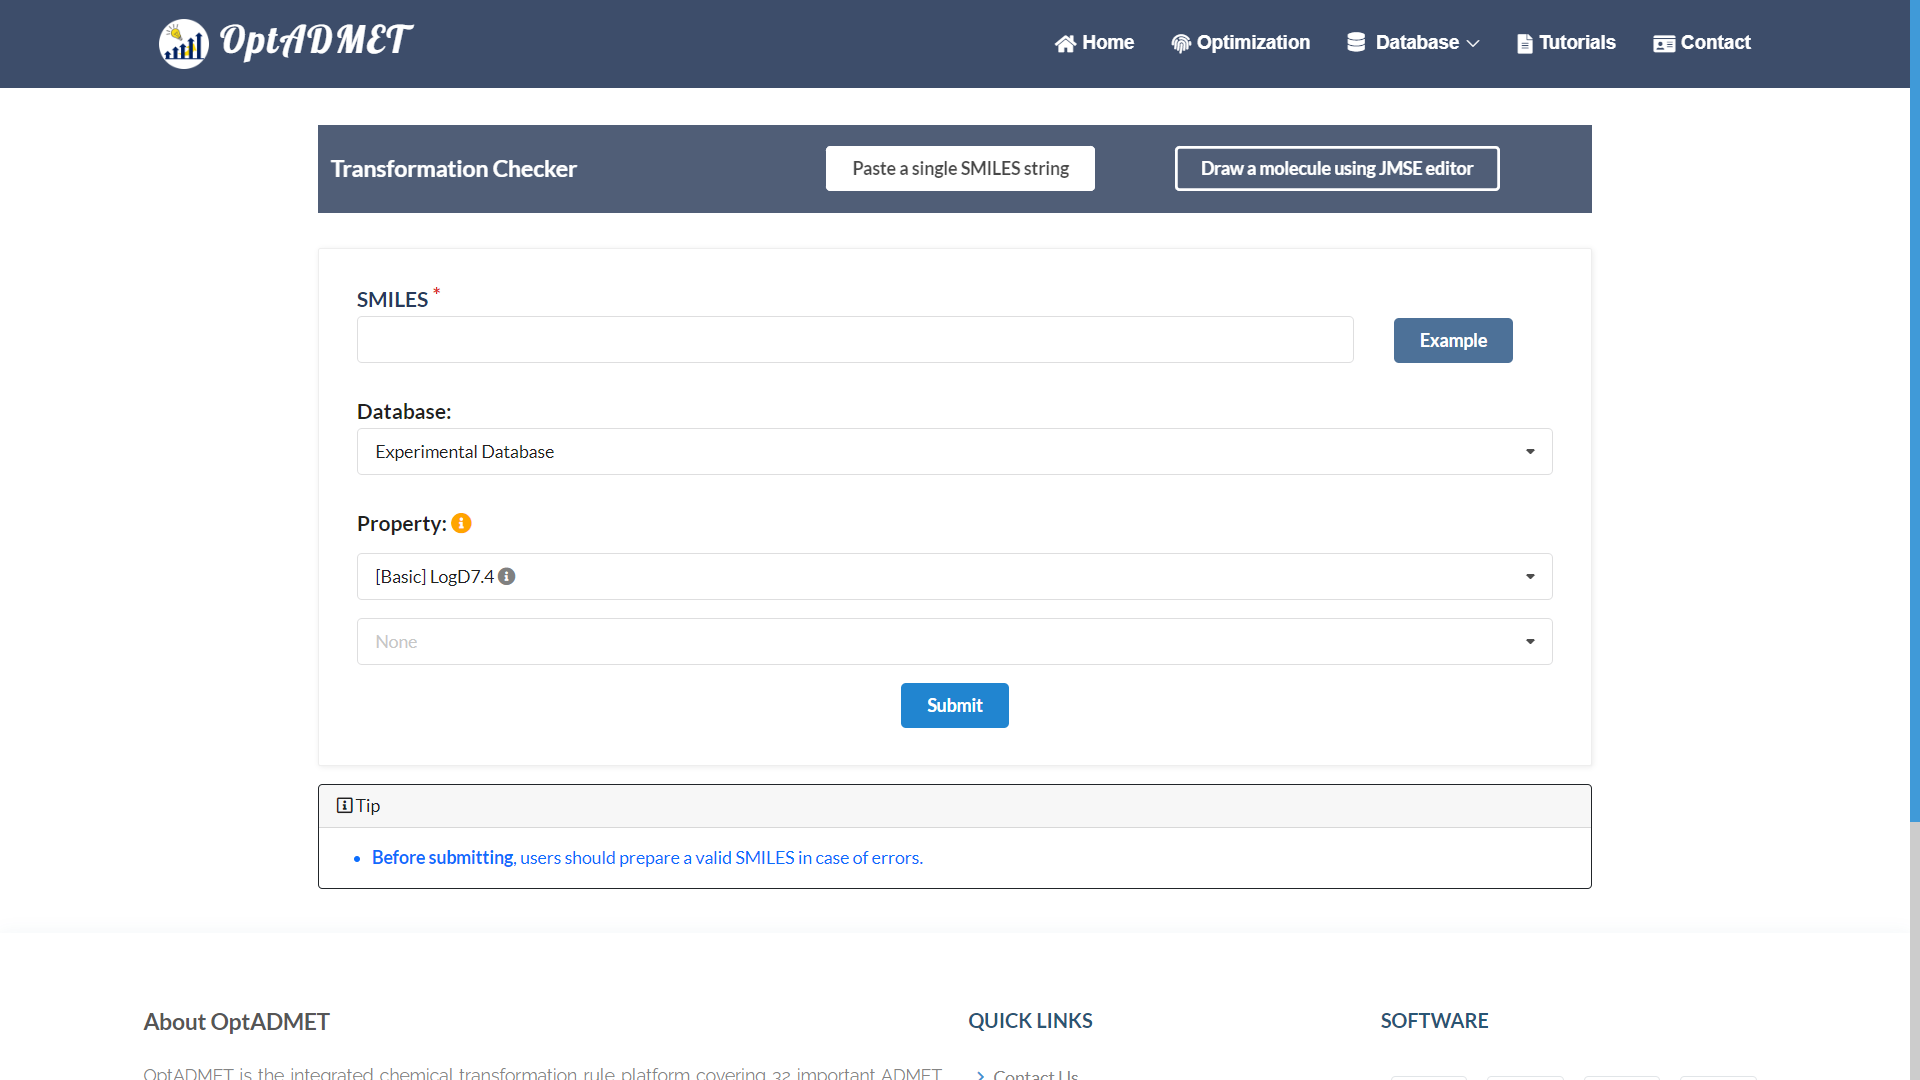 OptADMET
Home
Optimization
Database
Tutorials
Contact
Transformation Checker
Paste a single SMILES string
Draw a molecule using JMSE editor
SMILES *
Example
Database:
Experimental Database
Property:
[Basic] LogD7.4
None
Submit
Tip
Before submitting, users should prepare a valid SMILES in case of errors.
About OptADMET
QUICK LINKS
SOFTWARE
OptADMET is the integrated chemical transformation rule platform covering 32 important ADMET
Contact Us